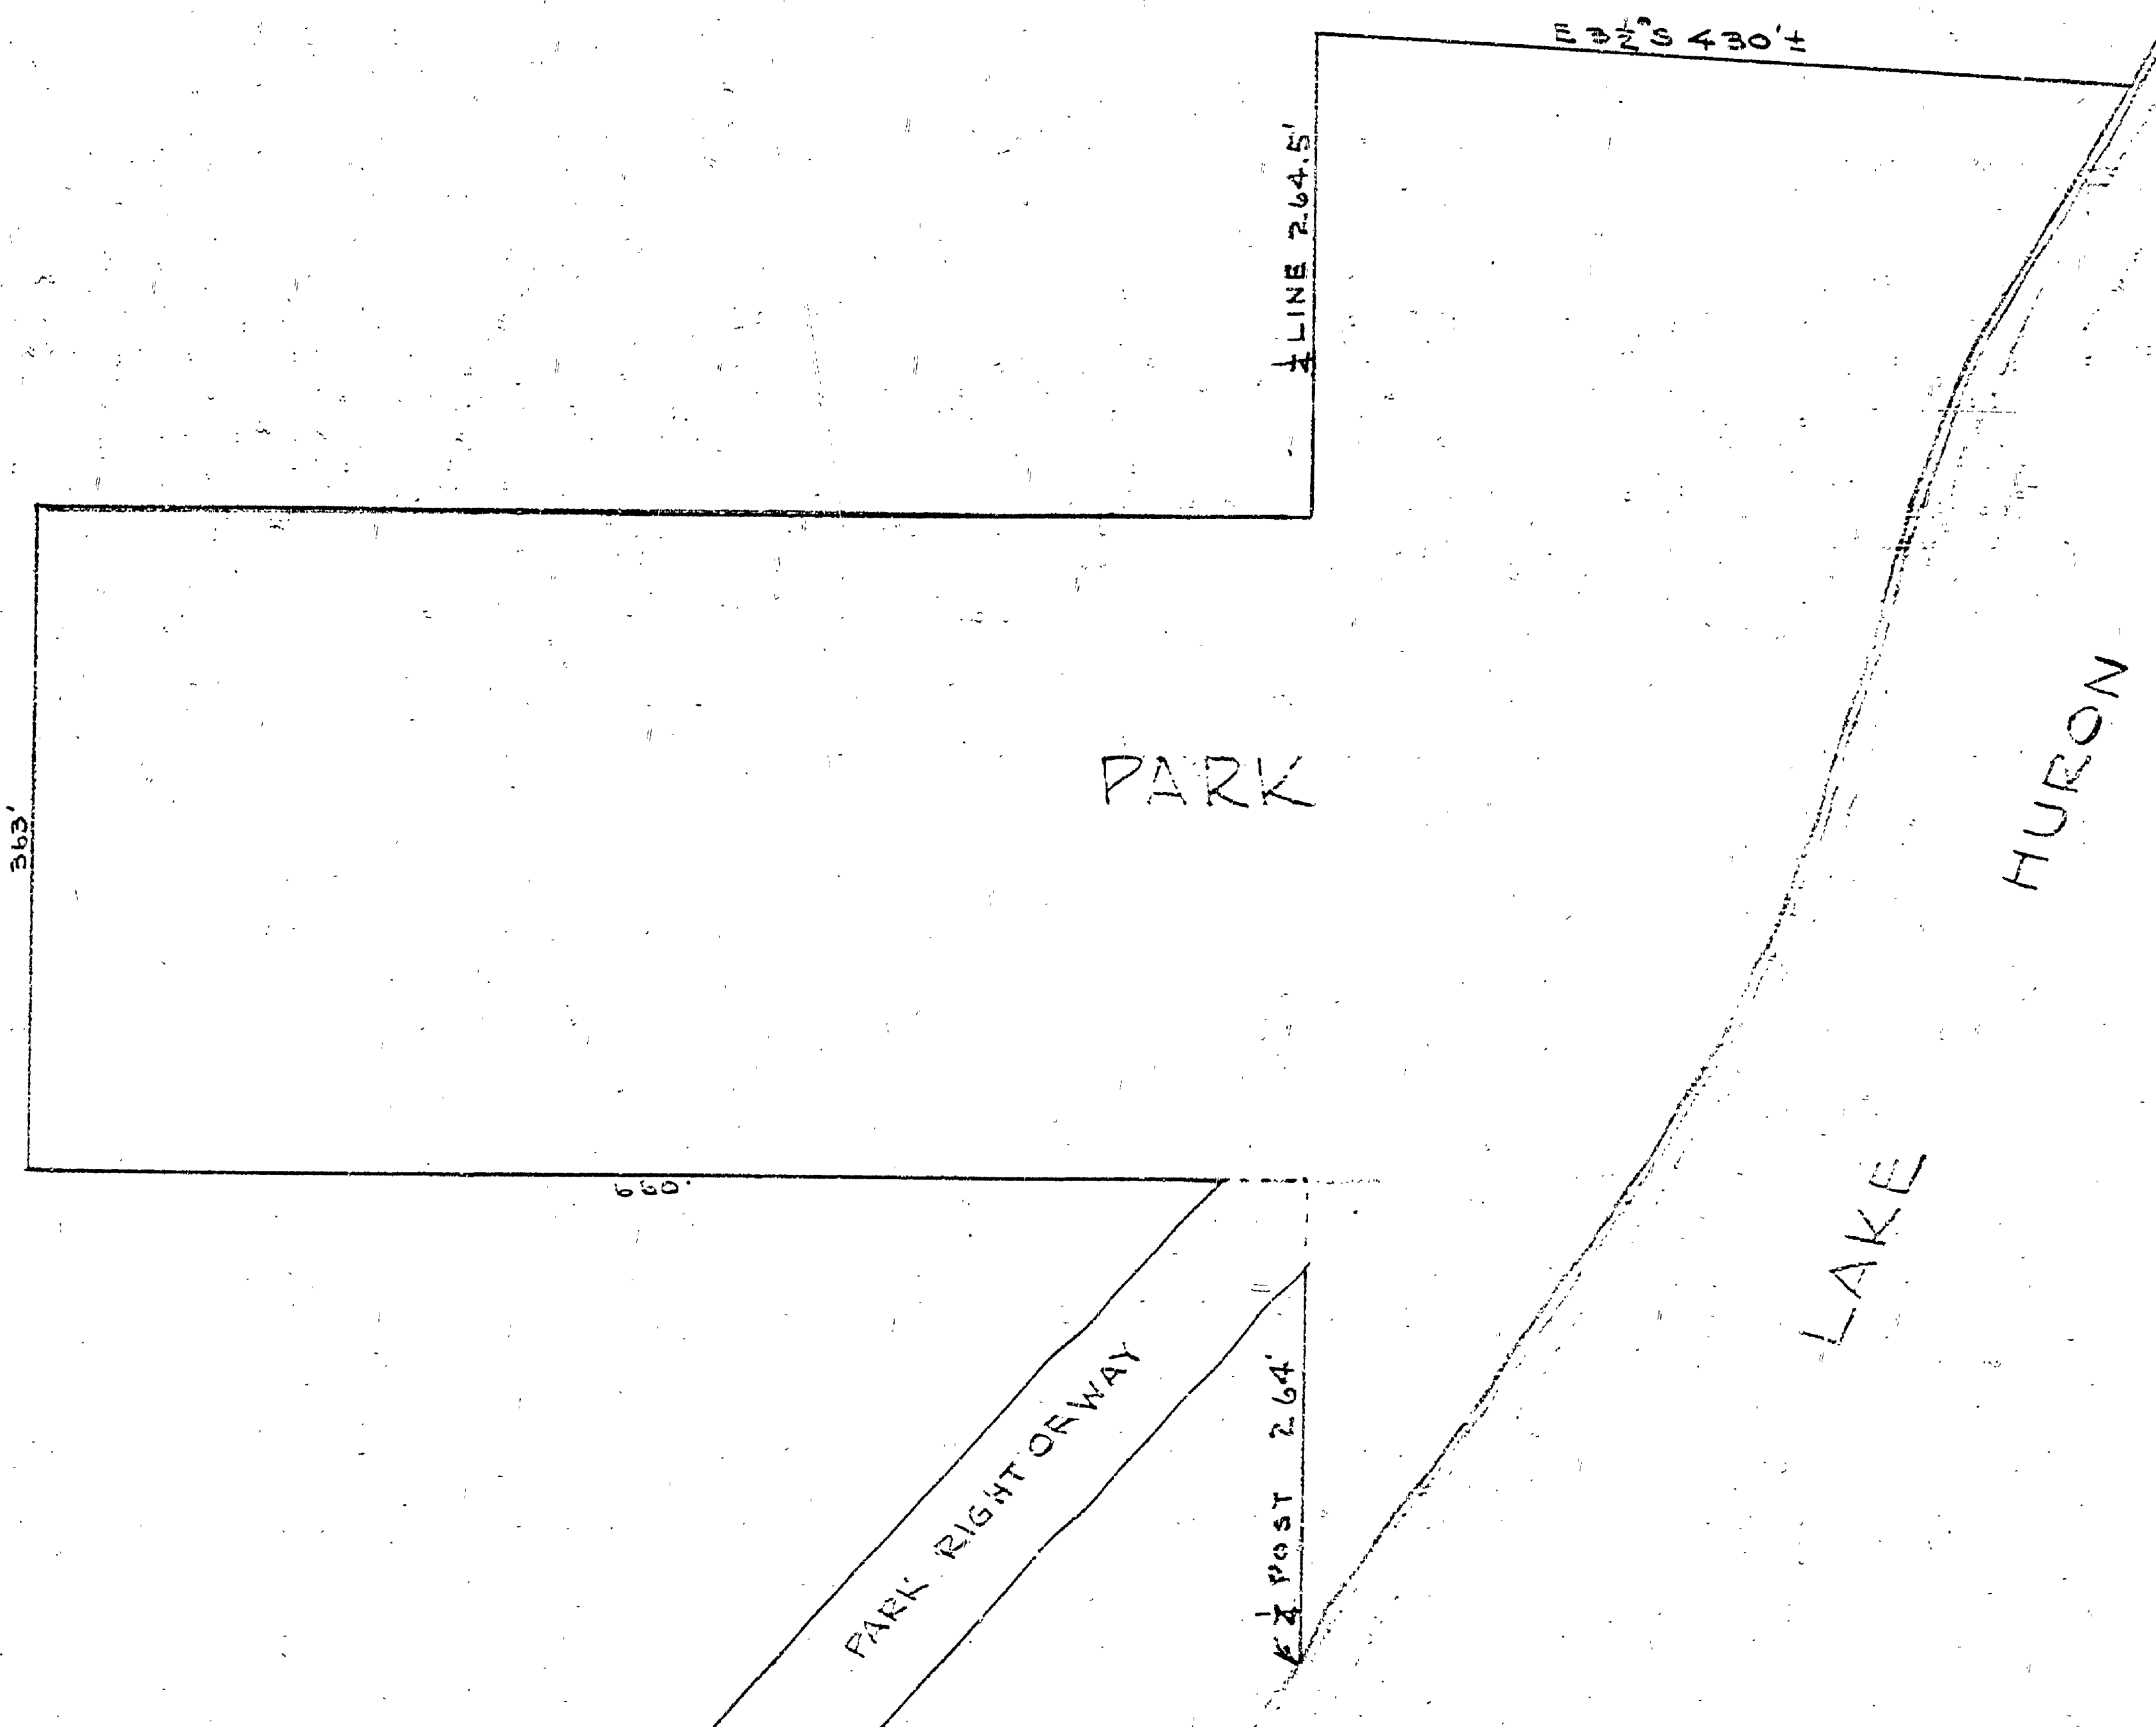 E 3½° S 430'±
¼ LINE 264.5'
PARK
363'
HURON
LAKE
660'
PARK RIGHT OF WAY
E ¼ POST 264'